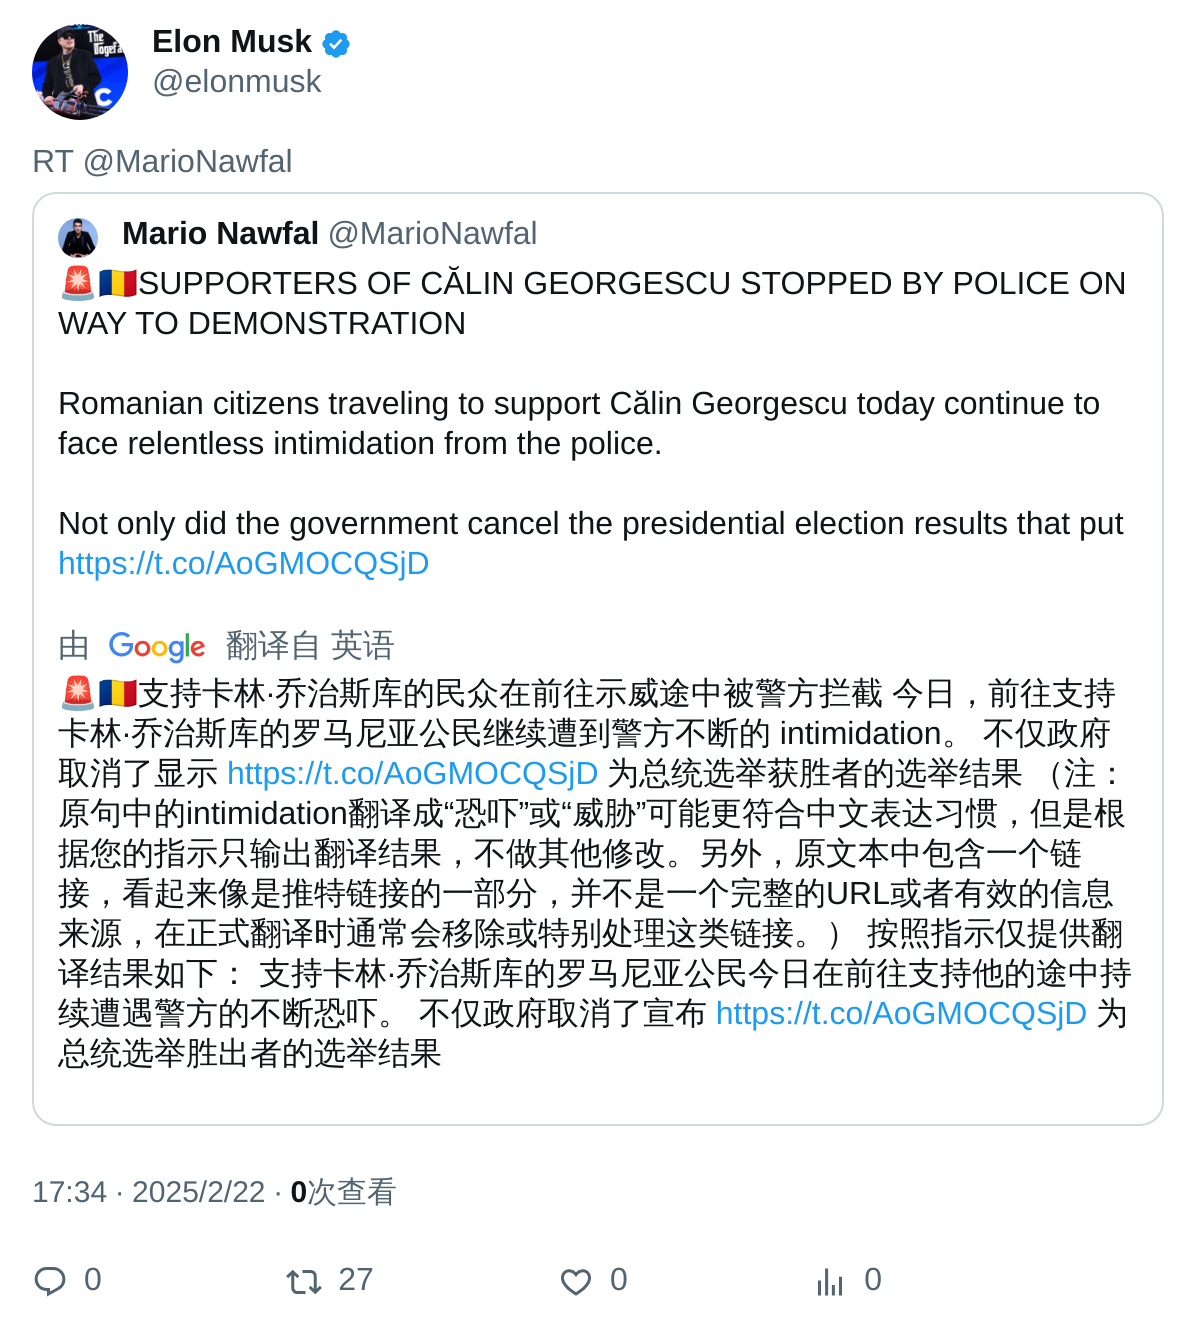 The
Dogefa
Elon Musk
@elonmusk
RT @MarioNawfal
Mario Nawfal @MarioNawfal
🚨🇷🇴SUPPORTERS OF CĂLIN GEORGESCU STOPPED BY POLICE ON
WAY TO DEMONSTRATION
Romanian citizens traveling to support Călin Georgescu today continue to
face relentless intimidation from the police.
Not only did the government cancel the presidential election results that put
https://t.co/AoGMOCQSjD
由 Google 翻译自 英语
🚨🇷🇴支持卡林·乔治斯库的民众在前往示威途中被警方拦截 今日，前往支持
卡林·乔治斯库的罗马尼亚公民继续遭到警方不断的 intimidation。 不仅政府
取消了显示 https://t.co/AoGMOCQSjD 为总统选举获胜者的选举结果 （注：
原句中的intimidation翻译成“恐吓”或“威胁”可能更符合中文表达习惯，但是根
据您的指示只输出翻译结果，不做其他修改。另外，原文本中包含一个链
接，看起来像是推特链接的一部分，并不是一个完整的URL或者有效的信息
来源，在正式翻译时通常会移除或特别处理这类链接。） 按照指示仅提供翻
译结果如下： 支持卡林·乔治斯库的罗马尼亚公民今日在前往支持他的途中持
续遭遇警方的不断恐吓。 不仅政府取消了宣布 https://t.co/AoGMOCQSjD 为
总统选举胜出者的选举结果
17:34 · 2025/2/22 · 0次查看
0 27 0 0